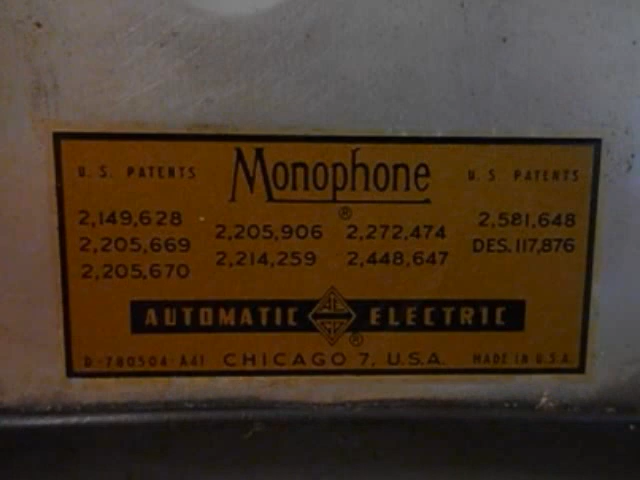 U. S. PATENTS Monophone ® U. S. PATENTS
2,149,628 2,205,906 2,272,474 2,581,648
2,205,669 2,214,259 2,448,647 DES. 117,876
2,205,670
AUTOMATIC ELECTRIC ®
D-780504-A41 CHICAGO 7, U.S.A. MADE IN U.S.A.